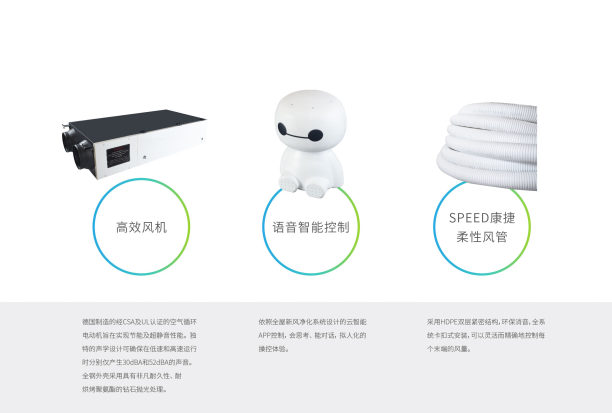 高效风机
语音智能控制
SPEED康捷
柔性风管
德国制造的经CSA及UL认证的空气循环
电动机旨在实现节能及超静音性能。独
特的声学设计可确保在低速和高速运行
时分别仅产生30dBA和52dBA的声音。
全钢外壳采用具有非凡耐久性、耐
烘烤聚氨酯的钻石抛光处理。
依照全屋新风净化系统设计的云智能
APP控制，会思考、能对话，拟人化的
操控体验。
采用HDPE双层紧密结构，环保消音，全系
统卡扣式安装，可以灵活而精确地控制每
个末端的风量。